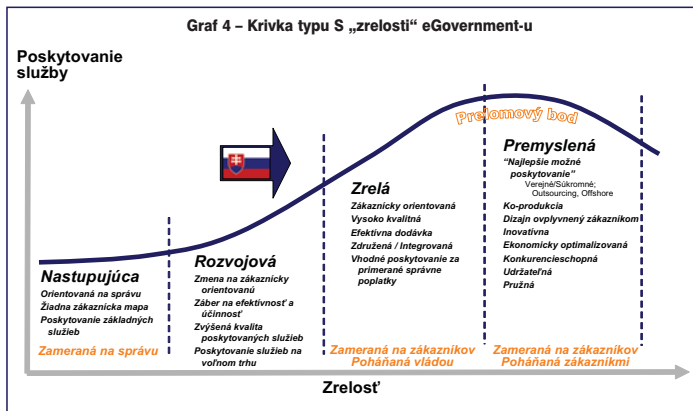 Graf 4 – Krivka typu S „zrelosti“ eGovernment-u
Poskytovanie
služby
Prelomový bod
Nastupujúca
Orientovaná na správu
Žiadna zákaznícka mapa
Poskytovanie základných
služieb
Zameraná na správu
Rozvojová
Zmena na zákaznícky
orientovanú
Záber na efektívnosť a
účinnosť
Zvýšená kvalita
poskytovaných služieb
Poskytovanie služieb na
voľnom trhu
Zrelá
Zákaznícky orientovaná
Vysoko kvalitná
Efektívna dodávka
Združená / Integrovaná
Vhodné poskytovanie za
primerané správne
poplatky
Zameraná na zákazníkov
Poháňaná vládou
Premyslená
“Najlepšie možné
poskytovanie”
Verejné/Súkromné;
Outsourcing, Offshore
Ko-produkcia
Dizajn ovplyvnený zákazníkom
Inovatívna
Ekonomicky optimalizovaná
Konkurencieschopná
Udržateľná
Pružná
Zameraná na zákazníkov
Poháňaná zákazníkmi
Zrelosť